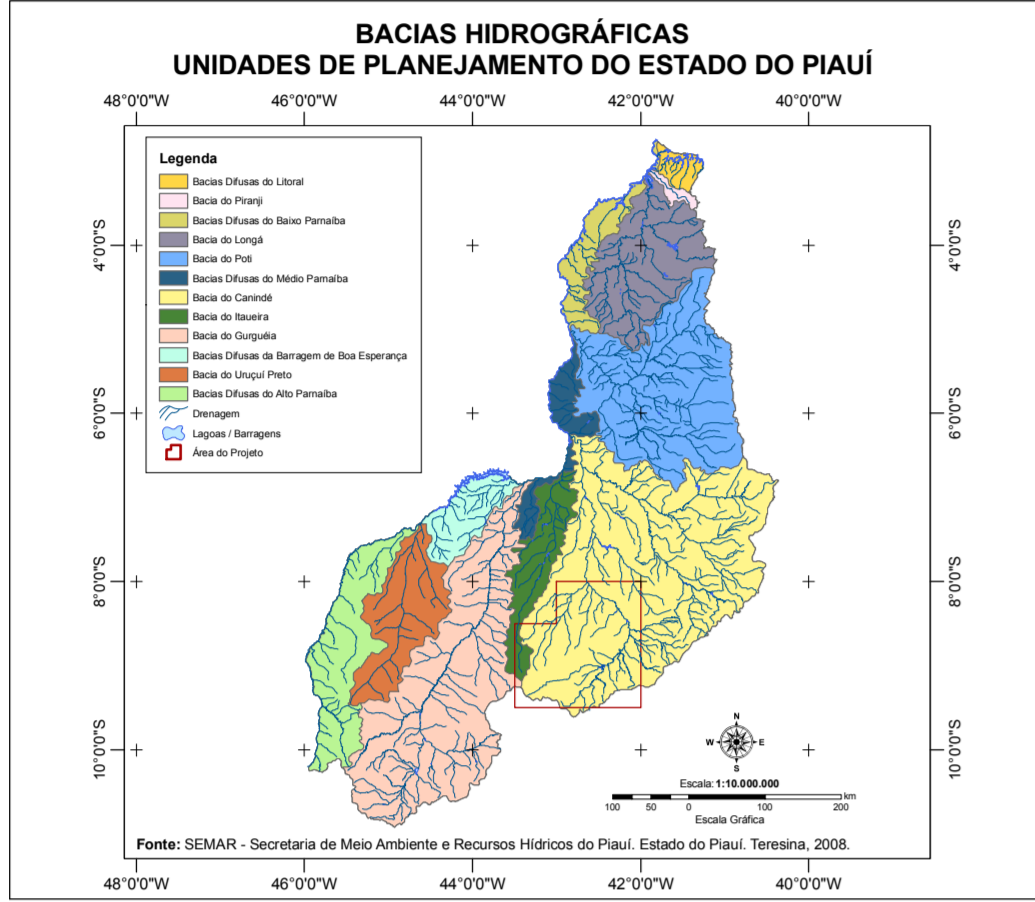 BACIAS HIDROGRÁFICAS
UNIDADES DE PLANEJAMENTO DO ESTADO DO PIAUÍ
48°0'0"W 46°0'0"W 44°0'0"W 42°0'0"W 40°0'0"W
Legenda
Bacias Difusas do Litoral
Bacia do Piranji
Bacias Difusas do Baixo Parnaíba
Bacia do Longá
Bacia do Poti
Bacias Difusas do Médio Parnaíba
Bacia do Canindé
Bacia do Itaueira
Bacia do Gurguéia
Bacias Difusas da Barragem de Boa Esperança
Bacia do Uruçuí Preto
Bacias Difusas do Alto Parnaíba
Drenagem
Lagoas / Barragens
Área do Projeto
4°0'0"S 4°0'0"S
6°0'0"S 6°0'0"S
8°0'0"S 8°0'0"S
10°0'0"S 10°0'0"S
N
W E
S
Escala: 1:10.000.000
km
100 50 0 100 200
Escala Gráfica
Fonte: SEMAR - Secretaria de Meio Ambiente e Recursos Hídricos do Piauí. Estado do Piauí. Teresina, 2008.
48°0'0"W 46°0'0"W 44°0'0"W 42°0'0"W 40°0'0"W